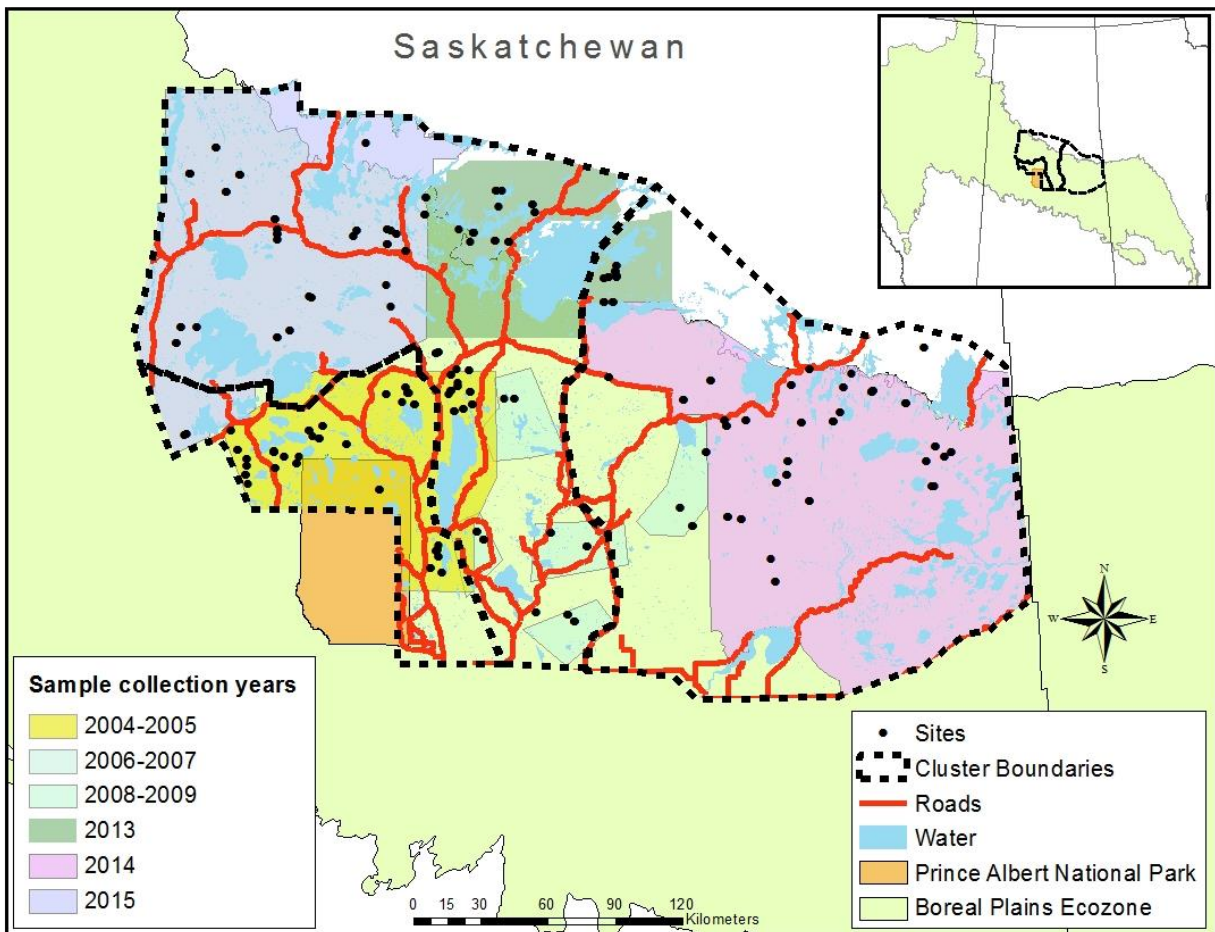 Saskatchewan
N
W
E
S
Sample collection years
2004-2005
2006-2007
2008-2009
2013
2014
2015
Sites
Cluster Boundaries
Roads
Water
Prince Albert National Park
Boreal Plains Ecozone
0 15 30 60 90 120
Kilometers